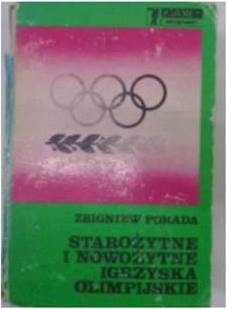 ZBIGNIEW PORADA
STAROŻYTNE
I NOWOŻYTNE
IGRZYSKA
OLIMPIJSKIE